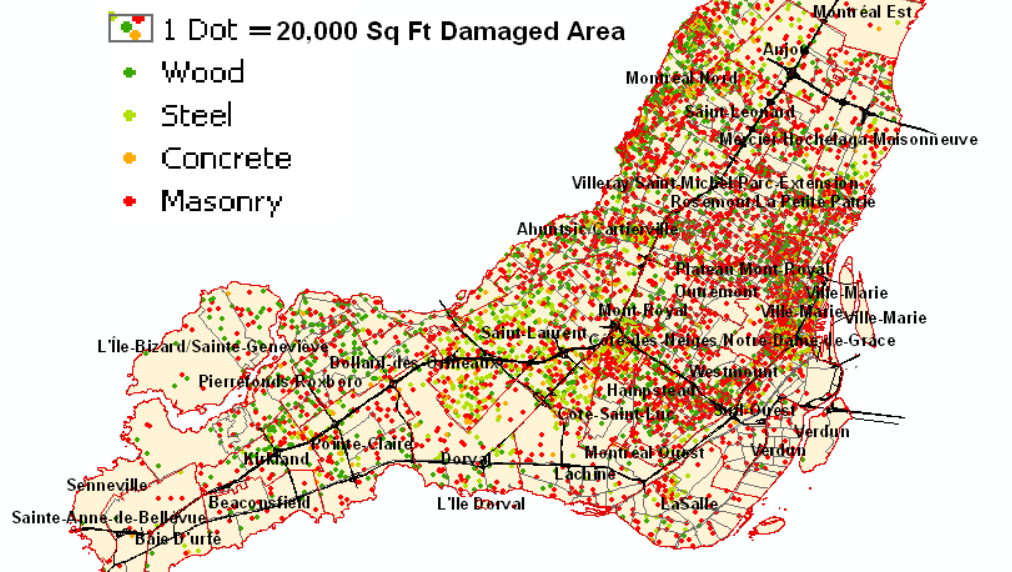 1 Dot = 20,000 Sq Ft Damaged Area
Wood
Steel
Concrete
Masonry
Montréal Est
Anjou
Montréal Nord
Saint-Léonard
Mercier-Hochelaga-Maisonneuve
Villeray/Saint-Michel/Parc-Extension
Rosemont-La Petite Patrie
Ahuntsic/Cartierville
Plateau Mont-Royal
Outremont
Ville-Marie
Mont-Royal
Ville-Marie
Ville-Marie
Saint-Laurent
Côte-des-Neiges/Notre-Dame-de-Grâce
L'Île-Bizard/Sainte-Geneviève
Dollard-des-Ormeaux
Westmount
Pierrefonds/Roxboro
Hampstead
Sud-Ouest
Côte-Saint-Luc
Verdun
Pointe-Claire
Verdun
Montréal Ouest
Kirkland
Dorval
Lachine
Senneville
Beaconsfield
L'Ile Dorval
LaSalle
Sainte-Anne-de-Bellevue
Baie D'urfé